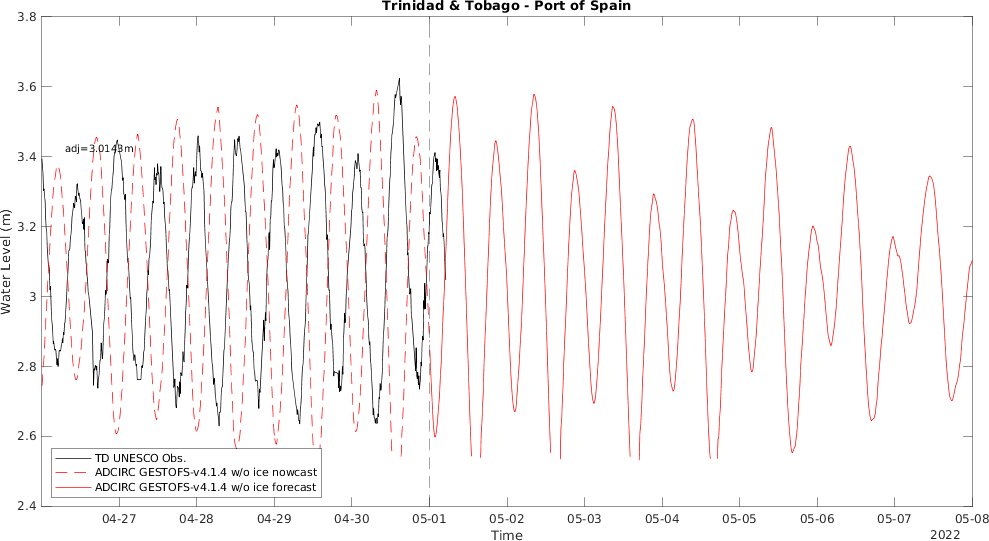 Trinidad & Tobago - Port of Spain
3.8
3.6
3.4
3.2
3
2.8
2.6
2.4
Water Level (m)
adj=3.0143m
TD UNESCO Obs.
ADCIRC GESTOFS-v4.1.4 w/o ice nowcast
ADCIRC GESTOFS-v4.1.4 w/o ice forecast
04-27 04-28 04-29 04-30 05-01 05-02 05-03 05-04 05-05 05-06 05-07 05-08
Time
2022